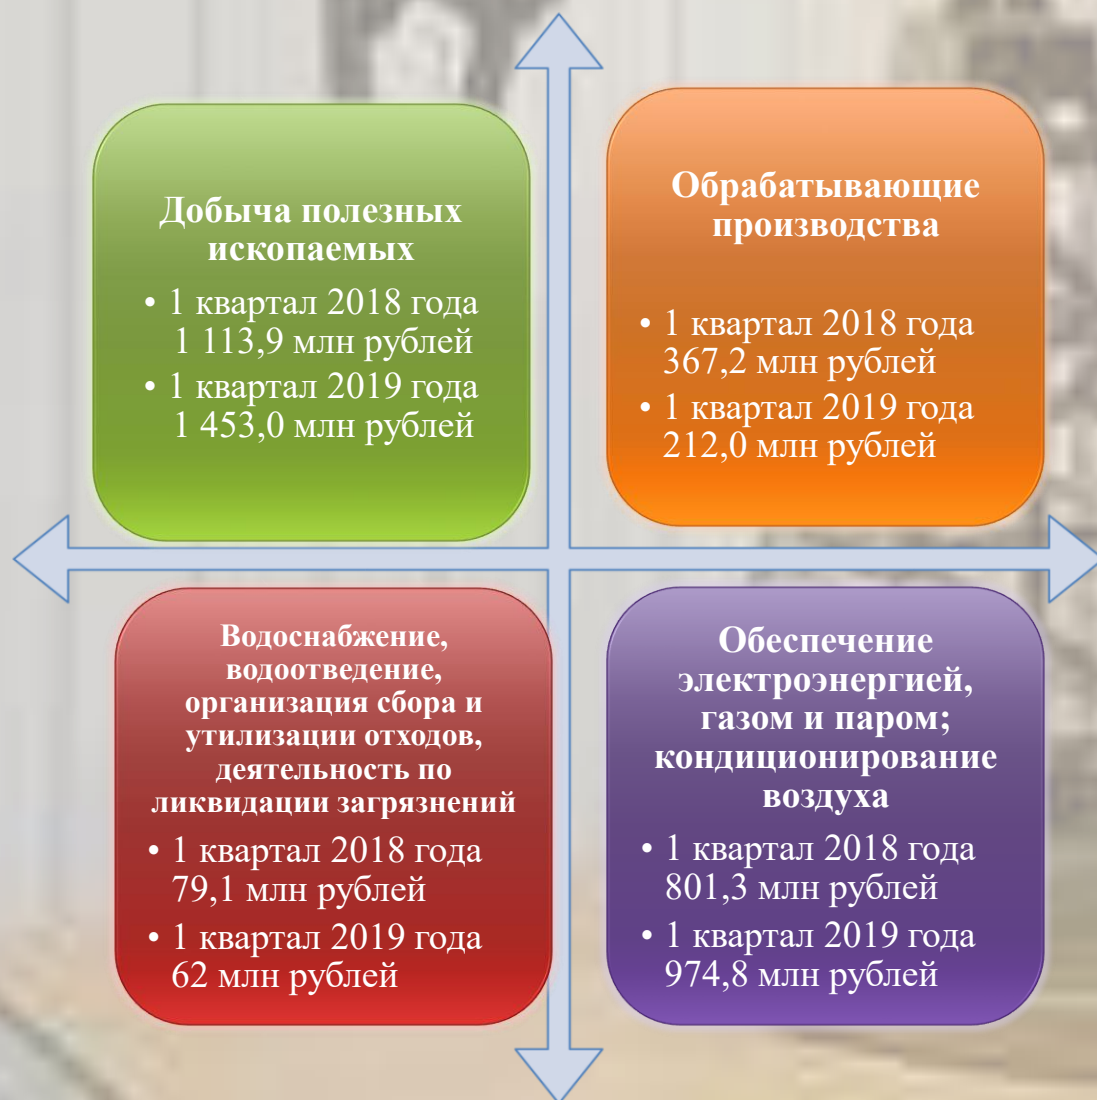 Добыча полезных
ископаемых
• 1 квартал 2018 года
1 113,9 млн рублей
• 1 квартал 2019 года
1 453,0 млн рублей
Обрабатывающие
производства
• 1 квартал 2018 года
367,2 млн рублей
• 1 квартал 2019 года
212,0 млн рублей
Водоснабжение,
водоотведение,
организация сбора и
утилизации отходов,
деятельность по
ликвидации загрязнений
• 1 квартал 2018 года
79,1 млн рублей
• 1 квартал 2019 года
62 млн рублей
Обеспечение
электроэнергией,
газом и паром;
кондиционирование
воздуха
• 1 квартал 2018 года
801,3 млн рублей
• 1 квартал 2019 года
974,8 млн рублей